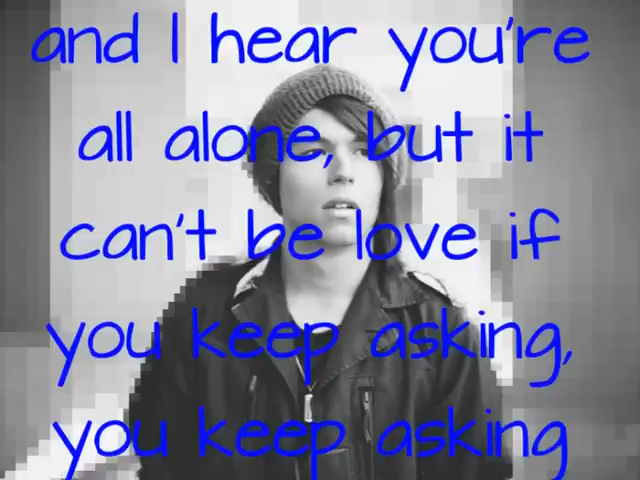 and I hear you're
all alone, but it
can't be love if
you keep asking,
you keep asking